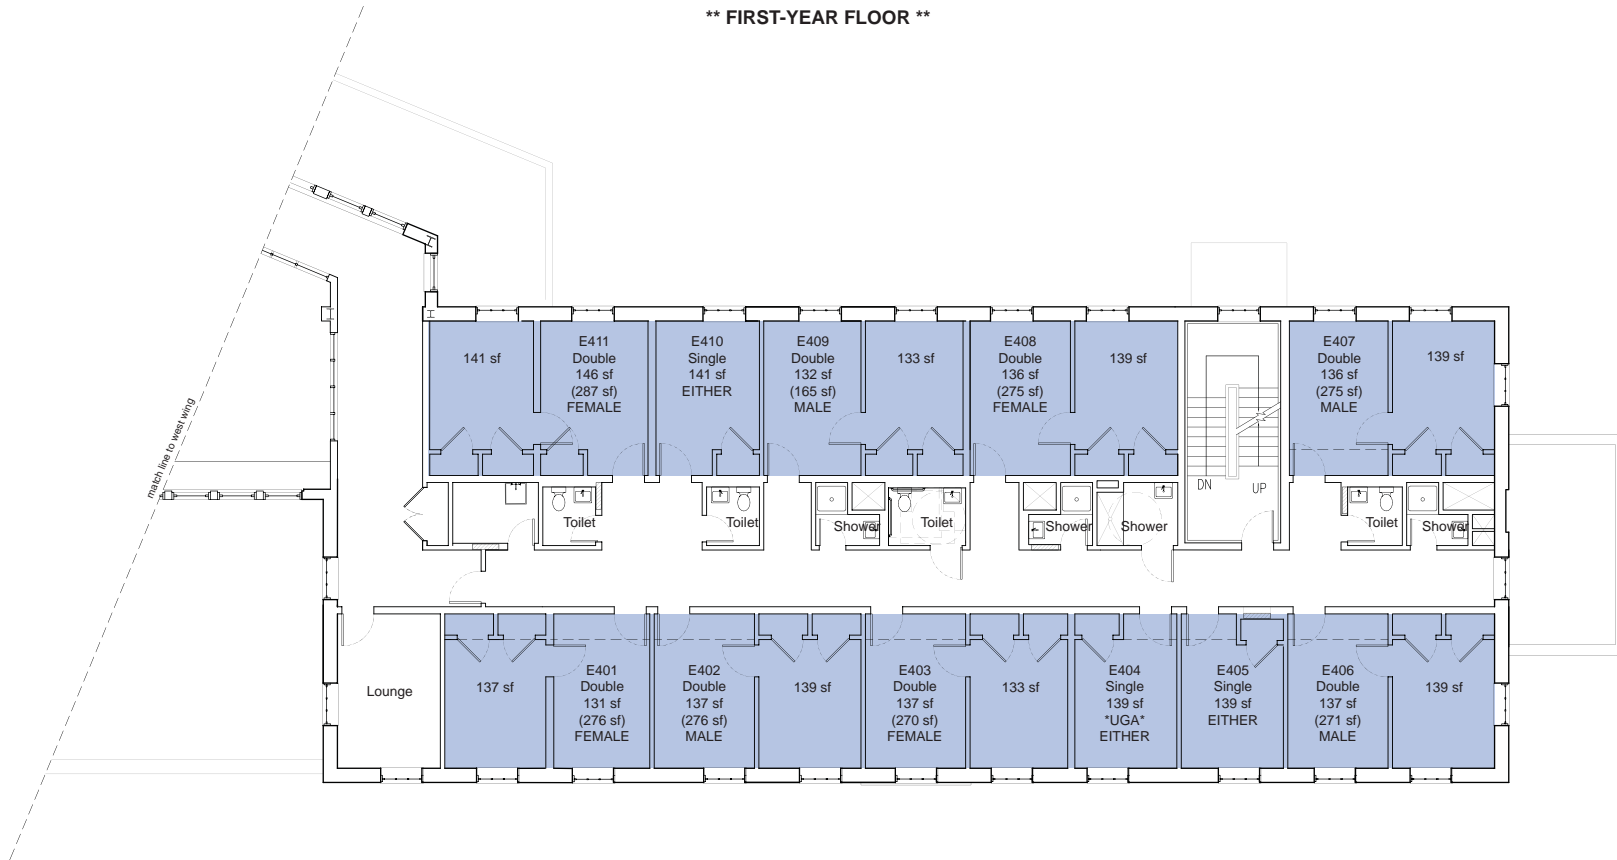 ** FIRST-YEAR FLOOR **
match line to west wing
141 sf
E411
Double
146 sf
(287 sf)
FEMALE
E410
Single
141 sf
EITHER
E409
Double
132 sf
(165 sf)
MALE
133 sf
E408
Double
136 sf
(275 sf)
FEMALE
139 sf
E407
Double
136 sf
(275 sf)
MALE
139 sf
DN
UP
Toilet
Toilet
Shower
Toilet
Shower
Shower
Toilet
Shower
Lounge
137 sf
E401
Double
131 sf
(276 sf)
FEMALE
E402
Double
137 sf
(276 sf)
MALE
139 sf
E403
Double
137 sf
(270 sf)
FEMALE
133 sf
E404
Single
139 sf
*UGA*
EITHER
E405
Single
139 sf
EITHER
E406
Double
137 sf
(271 sf)
MALE
139 sf